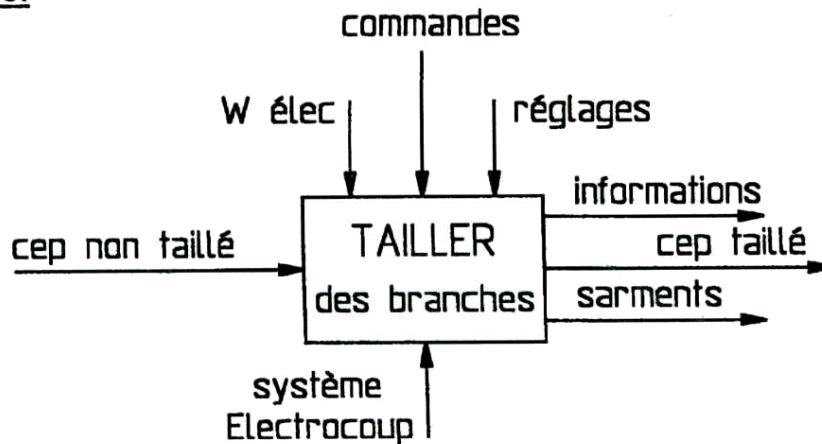 commandes
W élec
réglages
informations
cep non taillé
TAILLER
cep taillé
des branches
sarments
système
Electrocoup